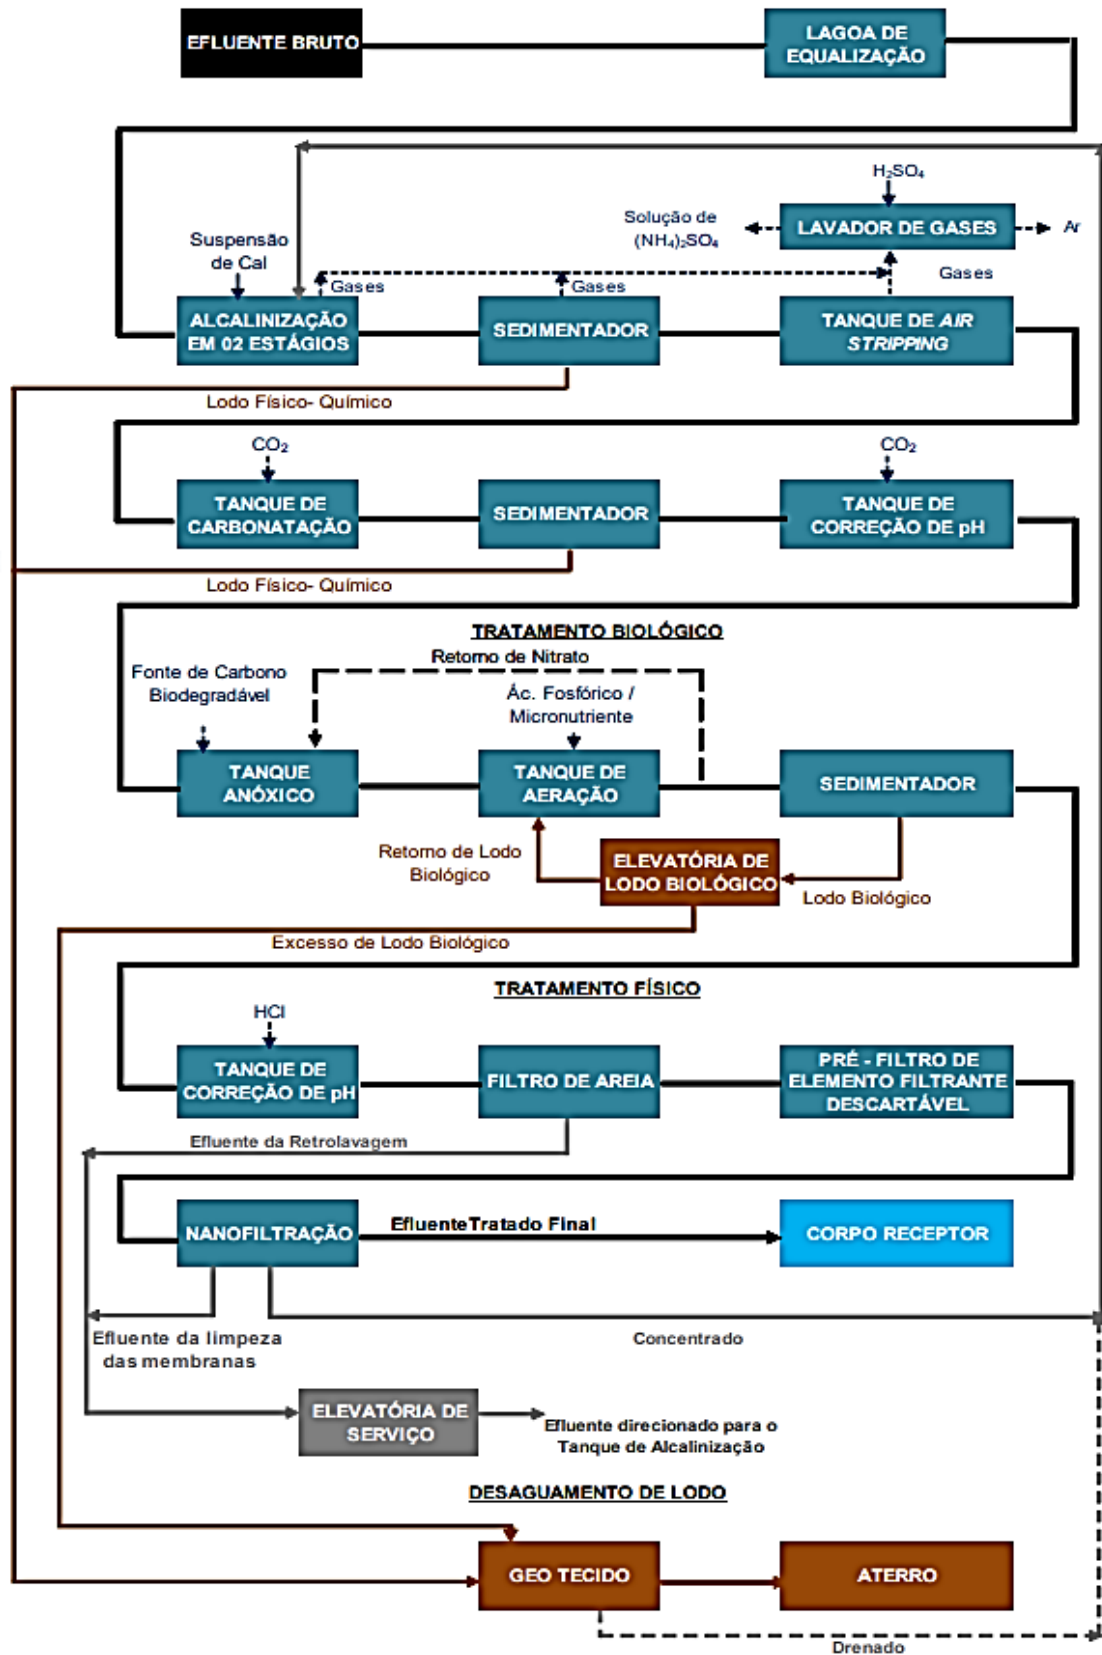 EFLUENTE BRUTO
LAGOA DE
EQUALIZAÇÃO
H₂SO₄
Solução de
(NH₄)₂SO₄
LAVADOR DE GASES
Ar
Suspensão
de Cal
Gases
Gases
Gases
ALCALINIZAÇÃO
EM 02 ESTÁGIOS
SEDIMENTADOR
TANQUE DE AIR
STRIPPING
Lodo Físico- Químico
CO₂
CO₂
TANQUE DE
CARBONATAÇÃO
SEDIMENTADOR
TANQUE DE
CORREÇÃO DE pH
Lodo Físico- Químico
TRATAMENTO BIOLÓGICO
Retorno de Nitrato
Fonte de Carbono
Biodegradável
Ác. Fosfórico /
Micronutriente
TANQUE
ANÓXICO
TANQUE DE
AERAÇÃO
SEDIMENTADOR
Retorno de Lodo
Biológico
ELEVATÓRIA DE
LODO BIOLÓGICO
Lodo Biológico
Excesso de Lodo Biológico
TRATAMENTO FÍSICO
HCl
TANQUE DE
CORREÇÃO DE pH
FILTRO DE AREIA
PRÉ - FILTRO DE
ELEMENTO FILTRANTE
DESCARTÁVEL
Efluente da Retrolavagem
NANOFILTRAÇÃO
EfluenteTratado Final
CORPO RECEPTOR
Efluente da limpeza
das membranas
Concentrado
ELEVATÓRIA DE
SERVIÇO
Efluente direcionado para o
Tanque de Alcalinização
DESAGUAMENTO DE LODO
GEO TECIDO
ATERRO
Drenado